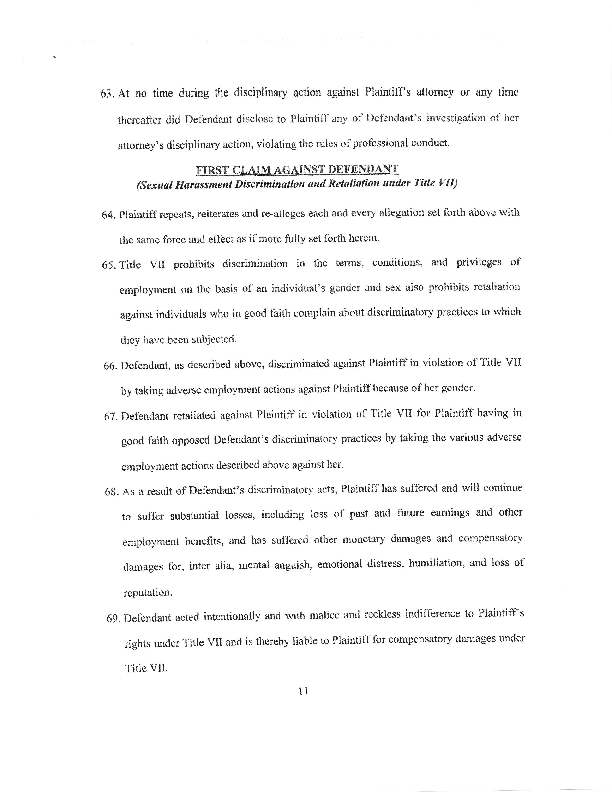 63. At no time during the disciplinary action against Plaintiff's attorney or any time
thereafter did Defendant disclose to Plaintiff any of Defendant's investigation of her
attorney's disciplinary action, violating the rules of professional conduct.
FIRST CLAIM AGAINST DEFENDANT
(Sexual Harassment Discrimination and Retaliation under Title VII)
64. Plaintiff repeats, reiterates and re-alleges each and every allegation set forth above with
the same force and effect as if more fully set forth herein.
65. Title VII prohibits discrimination in the terms, conditions, and privileges of
employment on the basis of an individual's gender and sex also prohibits retaliation
against individuals who in good faith complain about discriminatory practices to which
they have been subjected.
66. Defendant, as described above, discriminated against Plaintiff in violation of Title VII
by taking adverse employment actions against Plaintiff because of her gender.
67. Defendant retaliated against Plaintiff in violation of Title VII for Plaintiff having in
good faith opposed Defendant's discriminatory practices by taking the various adverse
employment actions described above against her.
68. As a result of Defendant's discriminatory acts, Plaintiff has suffered and will continue
to suffer substantial losses, including loss of past and future earnings and other
employment benefits, and has suffered other monetary damages and compensatory
damages for, inter alia, mental anguish, emotional distress, humiliation, and loss of
reputation.
69. Defendant acted intentionally and with malice and reckless indifference to Plaintiff's
rights under Title VII and is thereby liable to Plaintiff for compensatory damages under
Title VII.
11